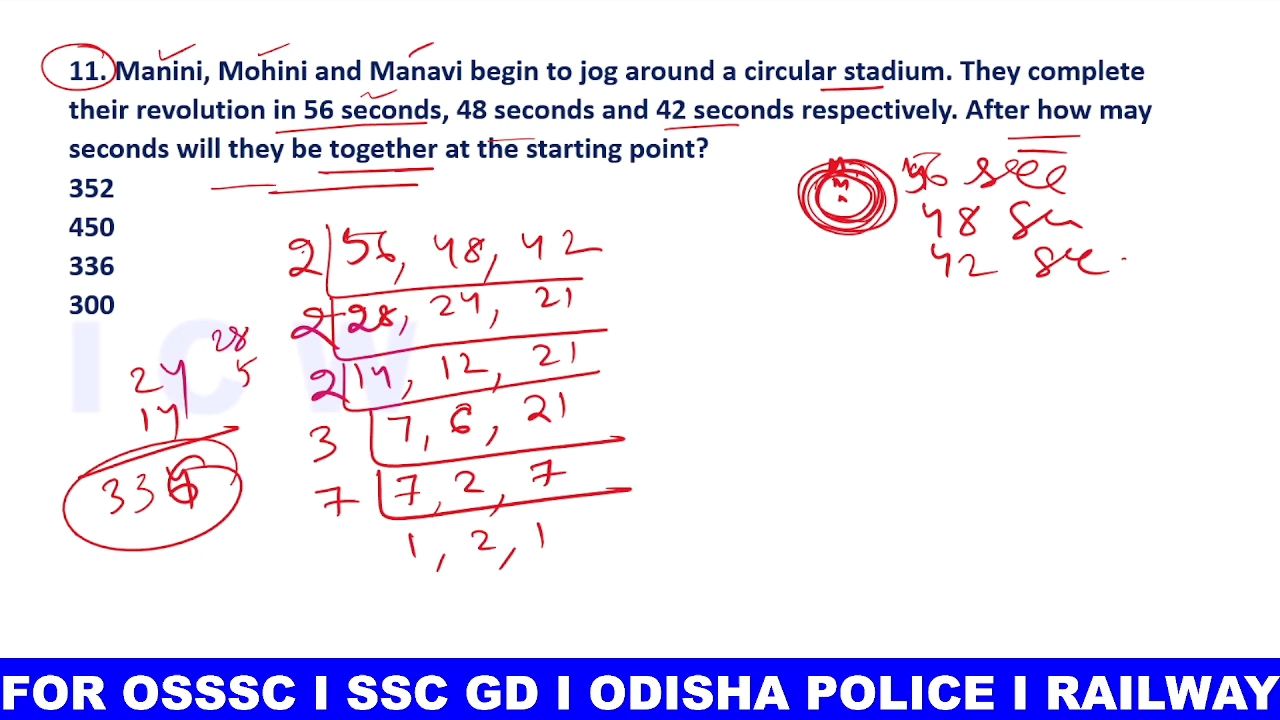 11. Manini, Mohini and Manavi begin to jog around a circular stadium. They complete
their revolution in 56 seconds, 48 seconds and 42 seconds respectively. After how may
seconds will they be together at the starting point?
352
450
336
300
56 sec
48 sec
42 sec
2 56, 48, 42
2 28, 24, 21
2 14, 12, 21
3 7, 6, 21
7 7, 2, 7
1, 2, 1
28
5
24
14
336
I C W
FOR OSSSC I SSC GD I ODISHA POLICE I RAILWAY